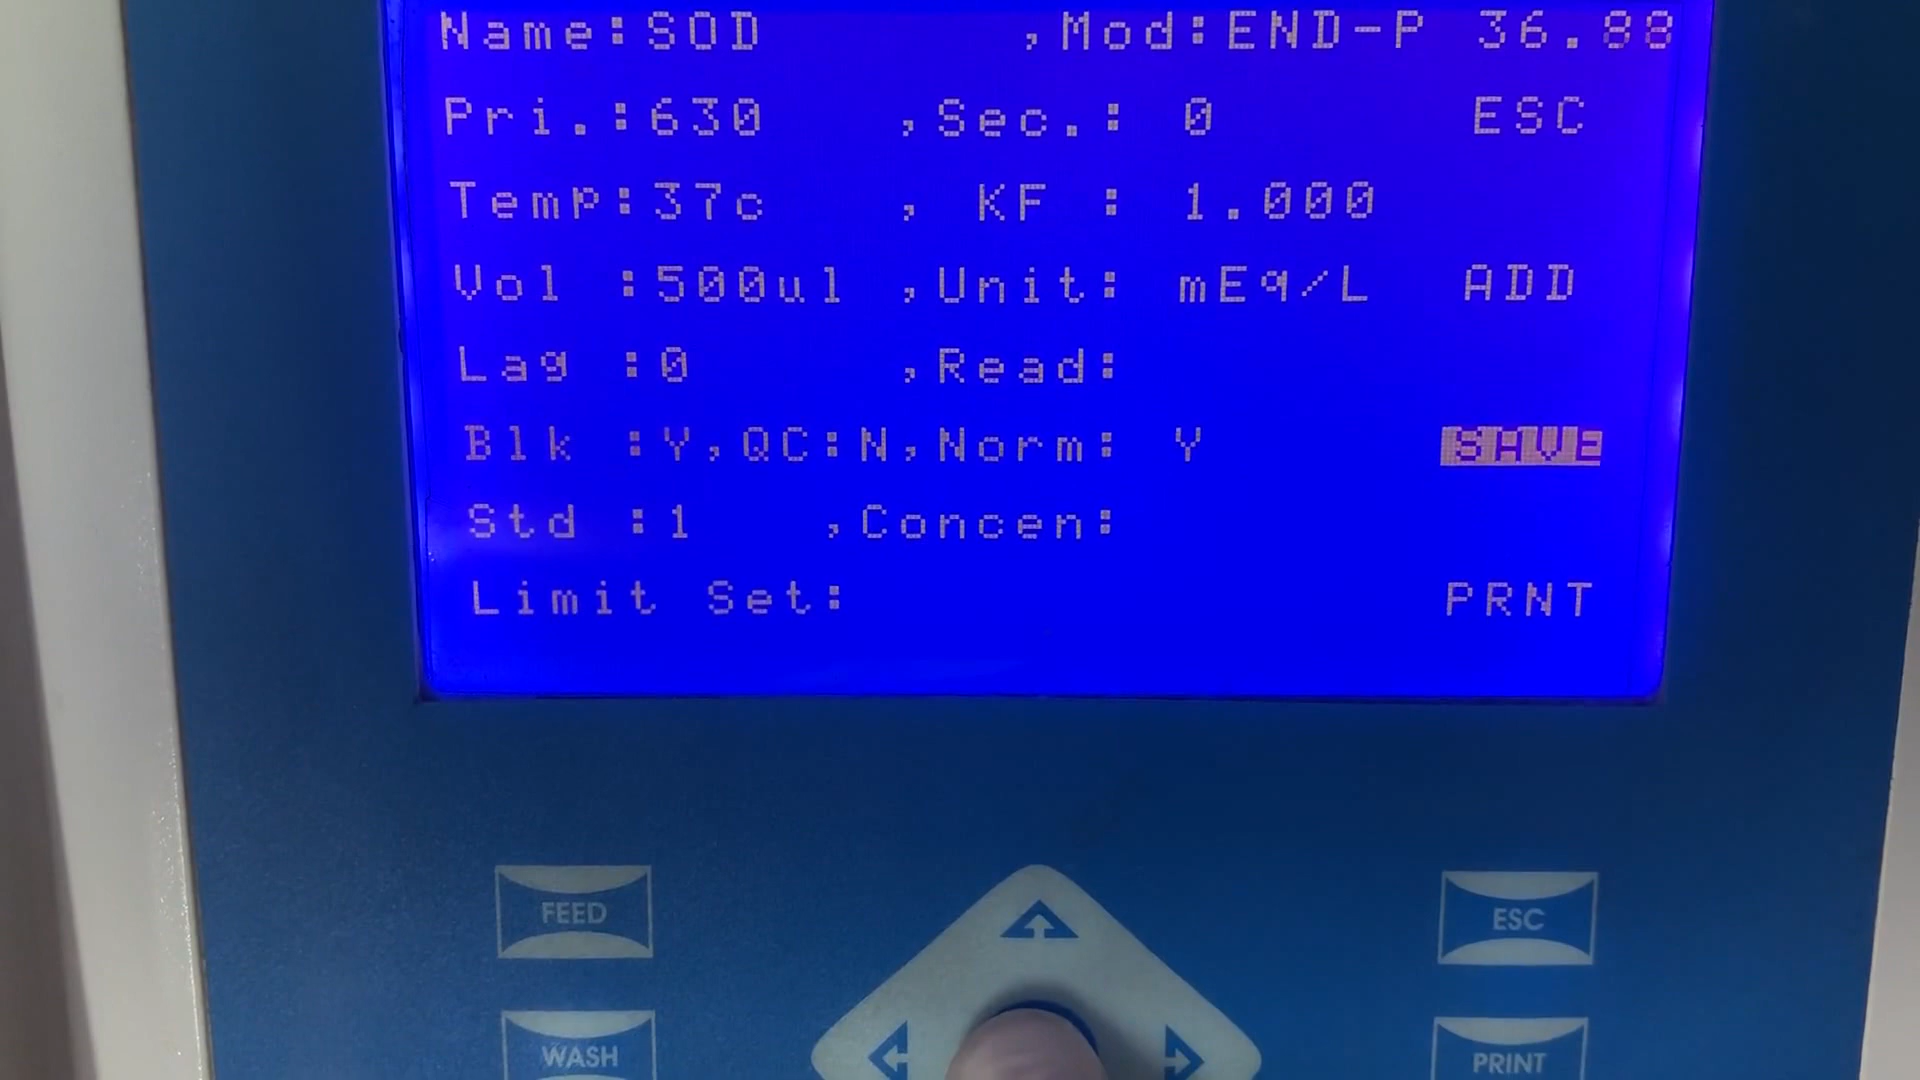 Name:SOD ,Mod:END-P 36.88
Pri.:630 ,Sec.: 0 ESC
Temp:37c , KF : 1.000
Vol :500ul ,Unit: mEq/L ADD
Lag :0 ,Read:
Blk :Y,QC:N,Norm: Y SAVE
Std :1 ,Concen:
Limit Set: PRNT
FEED ESC
WASH PRINT